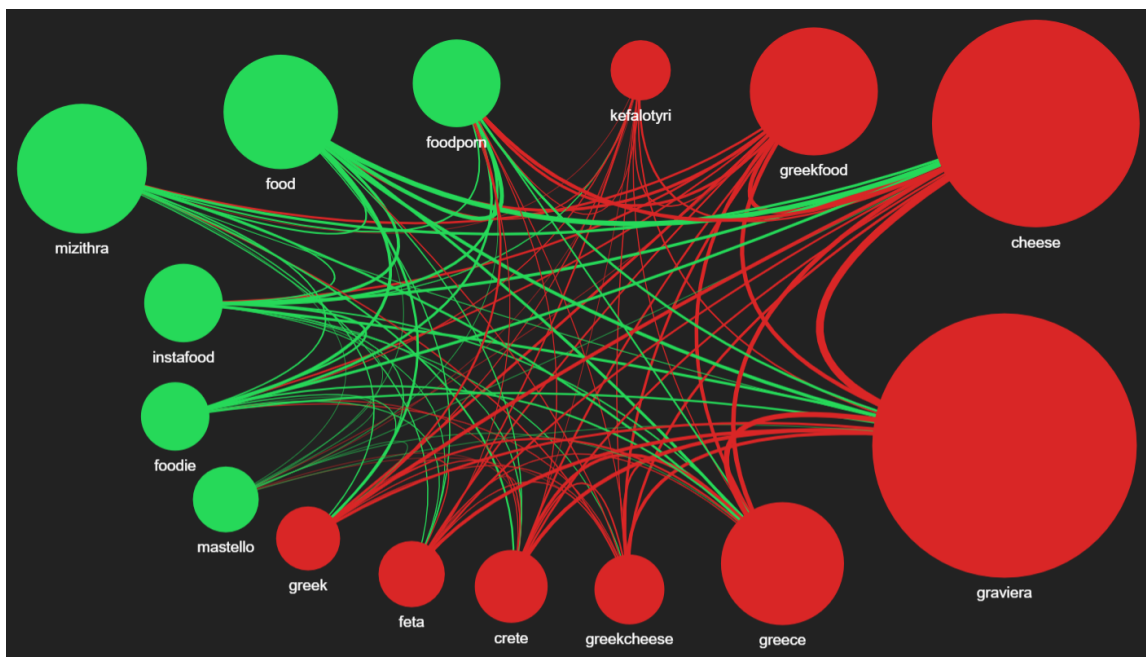 kefalotyri
foodporn
greekfood
food
cheese
mizithra
instafood
foodie
mastello
greek
graviera
feta
crete
greekcheese
greece